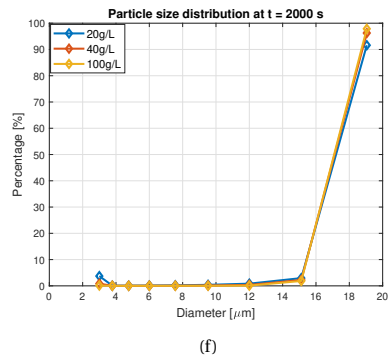 Particle size distribution at t = 2000 s
20g/L
40g/L
100g/L
Percentage [%]
100
90
80
70
60
50
40
30
20
10
0
0 2 4 6 8 10 12 14 16 18 20
Diameter [μm]
(f)